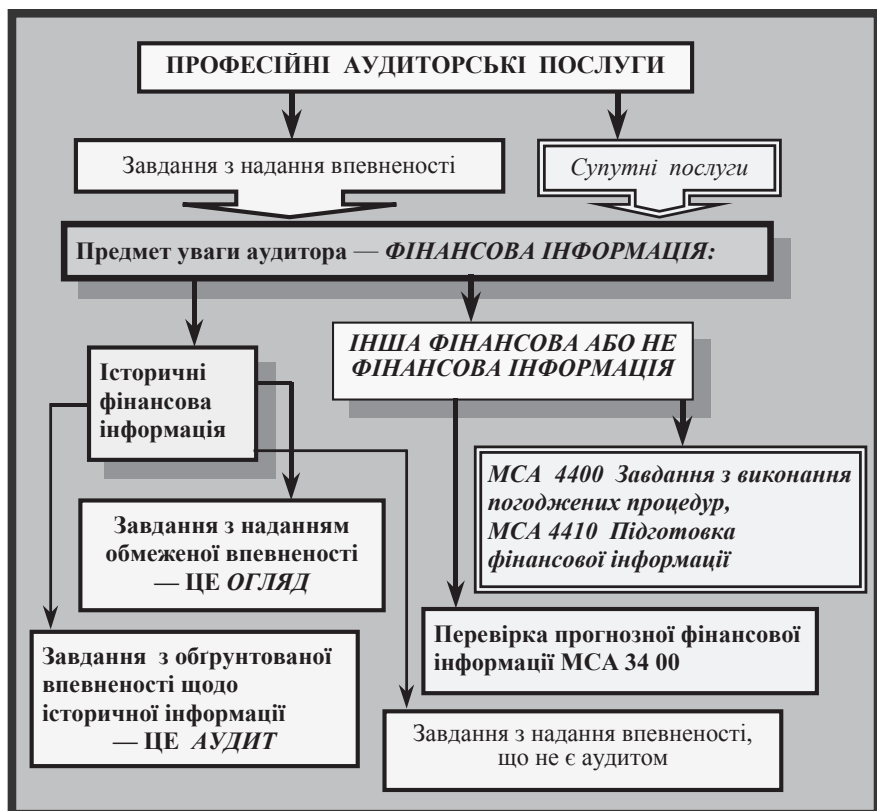 ПРОФЕСІЙНІ АУДИТОРСЬКІ ПОСЛУГИ
Завдання з надання впевненості
Супутні послуги
Предмет уваги аудитора — ФІНАНСОВА ІНФОРМАЦІЯ:
ІНША ФІНАНСОВА АБО НЕ
ФІНАНСОВА ІНФОРМАЦІЯ
Історичні
фінансова
інформація
МСА 4400 Завдання з виконання
погоджених процедур,
МСА 4410 Підготовка
фінансової інформації
Завдання з наданням
обмеженої впевненості
— ЦЕ ОГЛЯД
Перевірка прогнозної фінансової
інформації МСА 34 00
Завдання з обґрунтованої
впевненості щодо
історичної інформації
— ЦЕ АУДИТ
Завдання з надання впевненості,
що не є аудитом